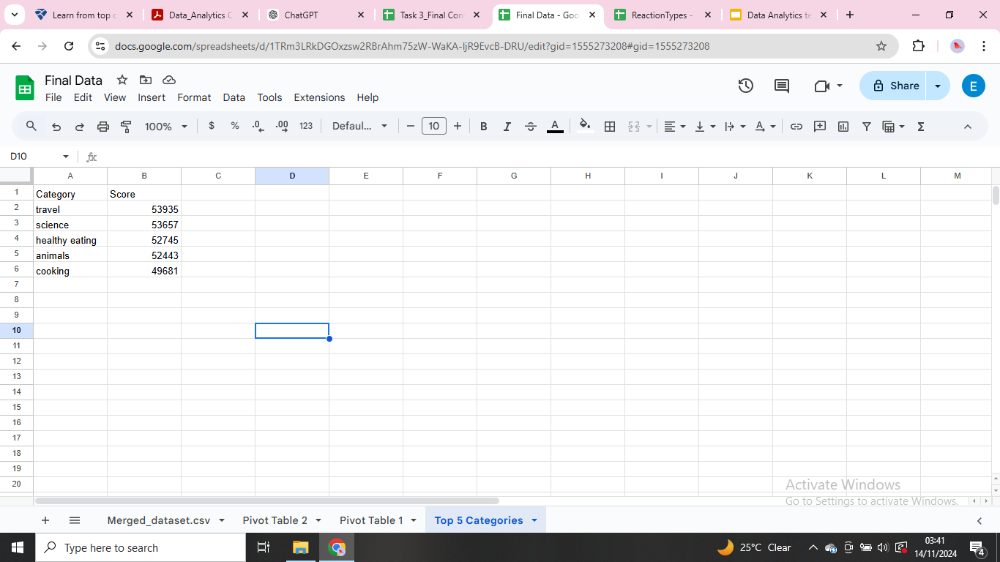 Learn from top c
Data_Analytics C
ChatGPT
Task 3_Final Con
Final Data - Goo
ReactionTypes -
Data Analytics te
docs.google.com/spreadsheets/d/1TRm3LRkDGOxzsw2RBrAhm75zW-WaKA-IjR9EvcB-DRU/edit?gid=1555273208#gid=1555273208
Final Data
File Edit View Insert Format Data Tools Extensions Help
Share
E
100% $ % .0 .00 123 Defaul... 10 B I S A
D10
fx
A B C D E F G H I J K L M
1 Category Score
2 travel 53935
3 science 53657
4 healthy eating 52745
5 animals 52443
6 cooking 49681
7
8
9
10
11
12
13
14
15
16
17
18
19
20
Activate Windows
Go to Settings to activate Windows.
Merged_dataset.csv
Pivot Table 2
Pivot Table 1
Top 5 Categories
Type here to search
25°C Clear
03:41
14/11/2024
4